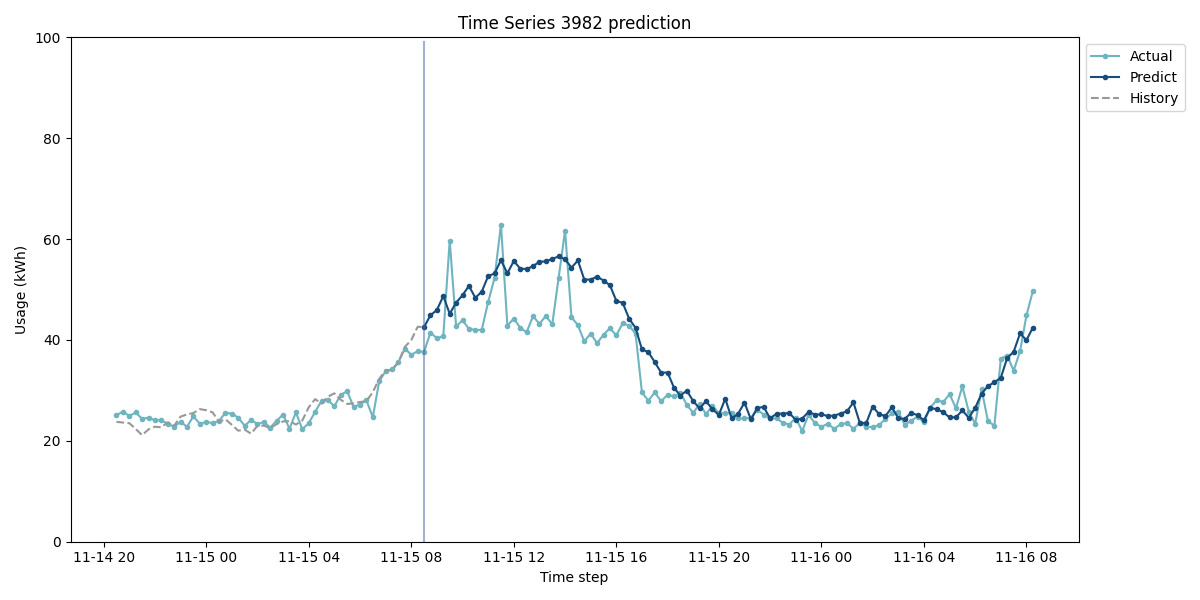 Time Series 3982 prediction
Usage (kWh)
100
80
60
40
20
0
11-14 20
11-15 00
11-15 04
11-15 08
11-15 12
11-15 16
11-15 20
11-16 00
11-16 04
11-16 08
Time step
Actual
Predict
History